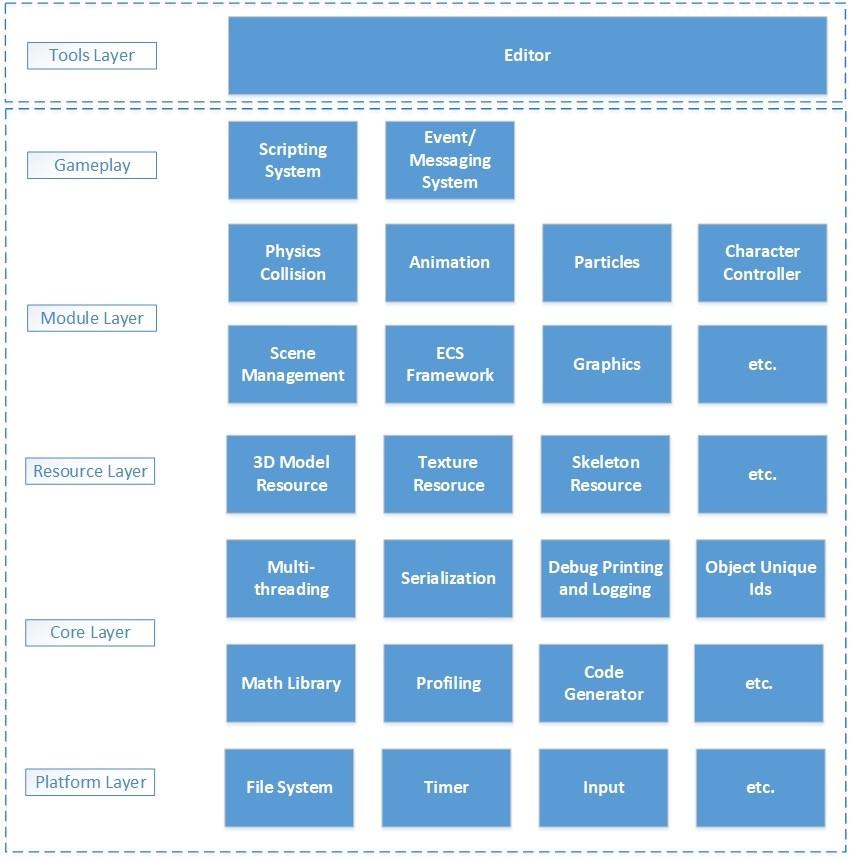 Tools Layer
Editor
Gameplay
Scripting
System
Event/
Messaging
System
Module Layer
Physics
Collision
Animation
Particles
Character
Controller
Scene
Management
ECS
Framework
Graphics
etc.
Resource Layer
3D Model
Resource
Texture
Resoruce
Skeleton
Resource
etc.
Core Layer
Multi-
threading
Serialization
Debug Printing
and Logging
Object Unique
Ids
Math Library
Profiling
Code
Generator
etc.
Platform Layer
File System
Timer
Input
etc.